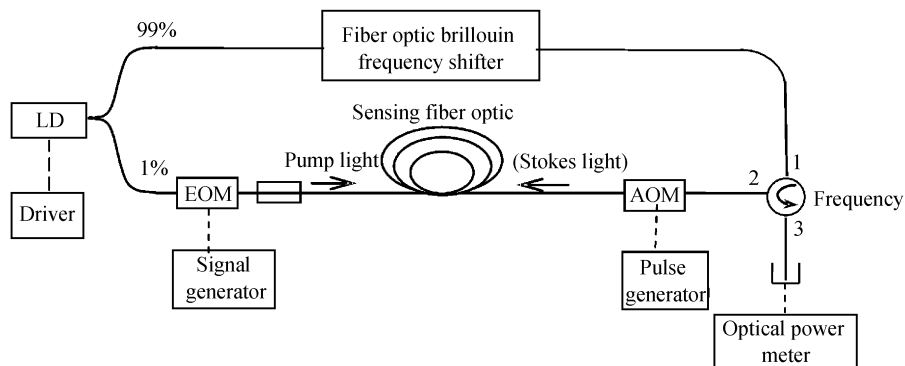 99%
Fiber optic brillouin
frequency shifter
LD
Sensing fiber optic
1%
Pump light
(Stokes light)
1
2
EOM
AOM
Frequency
3
Driver
Signal
generator
Pulse
generator
Optical power
meter